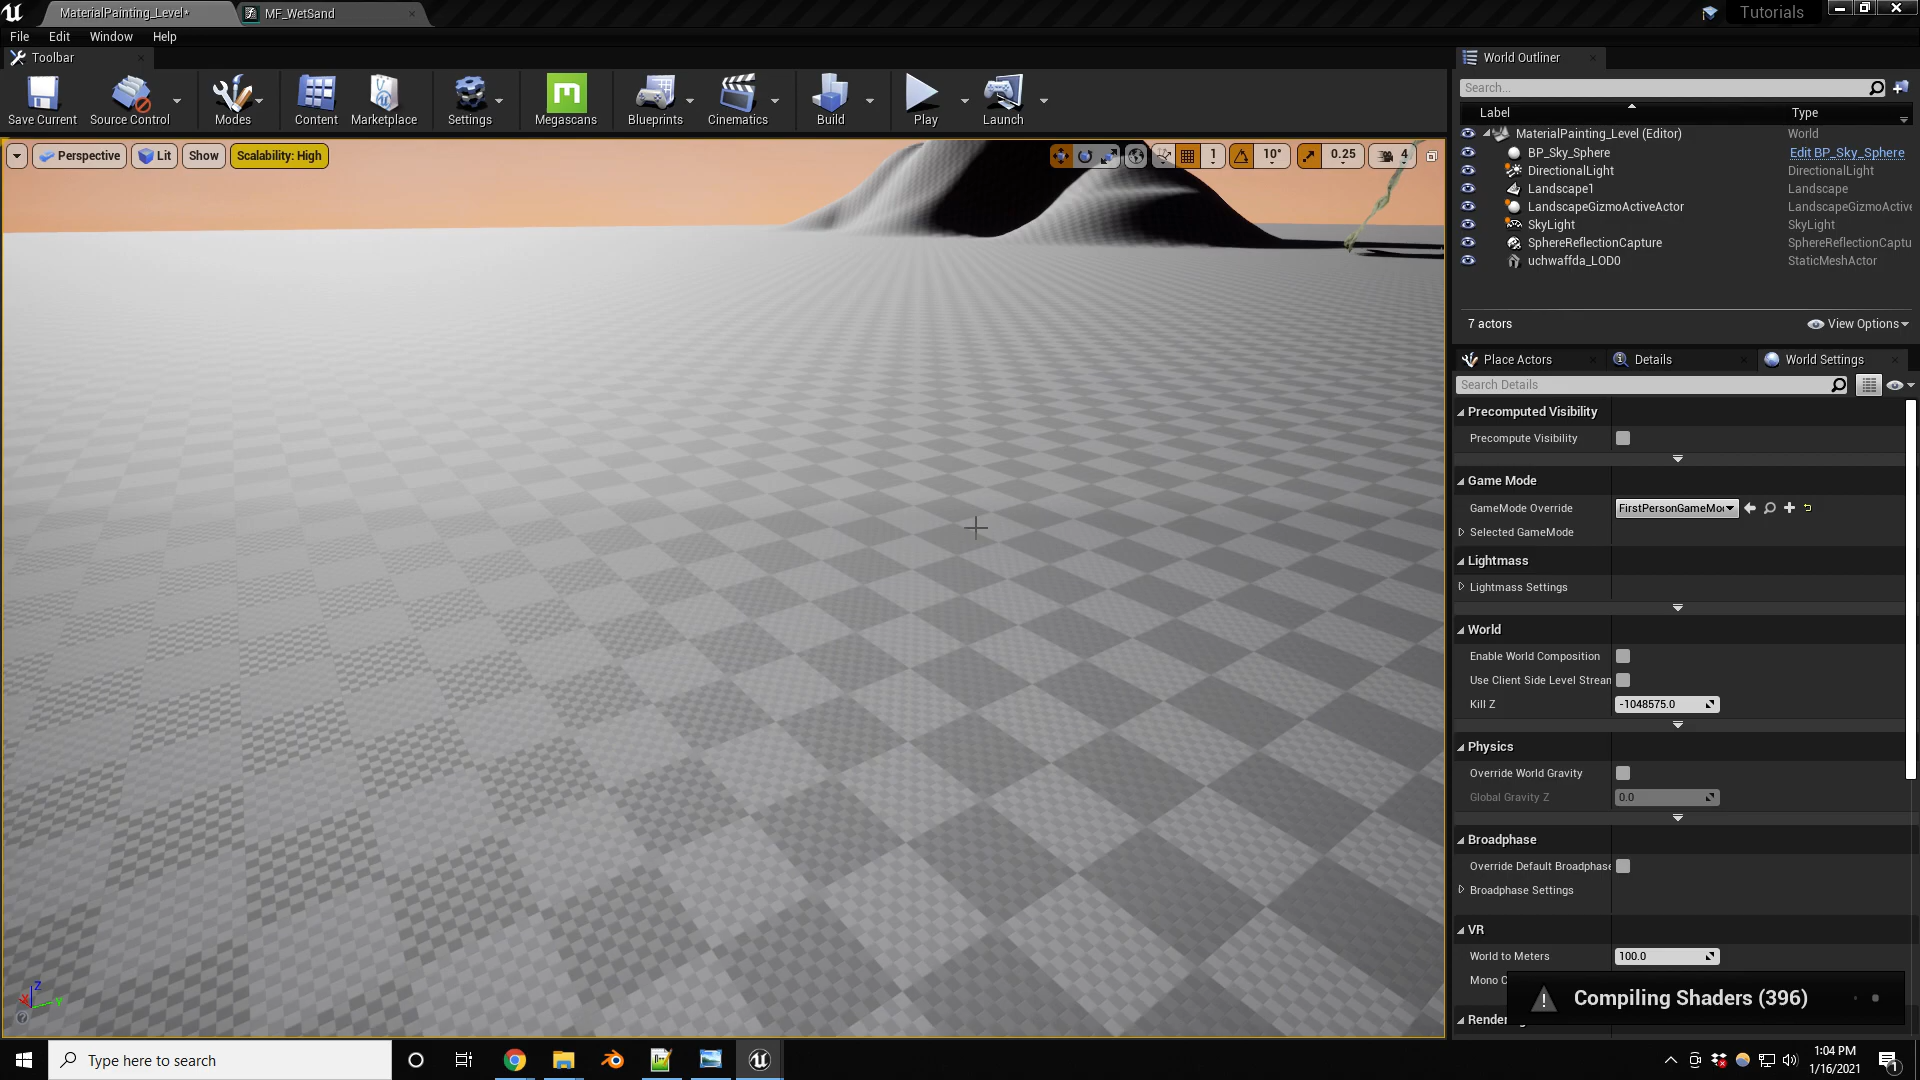 MaterialPainting_Level*
MF_WetSand
Tutorials
File
Edit
Window
Help
Toolbar
Save Current
Source Control
Modes
Content
Marketplace
Settings
Megascans
Blueprints
Cinematics
Build
Play
Launch
Perspective
Lit
Show
Scalability: High
1
10°
0.25
4
World Outliner
Search...
Label
Type
MaterialPainting_Level (Editor)
World
BP_Sky_Sphere
Edit BP_Sky_Sphere
DirectionalLight
DirectionalLight
Landscape1
Landscape
LandscapeGizmoActiveActor
LandscapeGizmoActive
SkyLight
SkyLight
SphereReflectionCapture
SphereReflectionCaptu
uchwaffda_LOD0
StaticMeshActor
7 actors
View Options
Place Actors
Details
World Settings
Search Details
Precomputed Visibility
Precompute Visibility
Game Mode
GameMode Override
FirstPersonGameMo
Selected GameMode
Lightmass
Lightmass Settings
World
Enable World Composition
Use Client Side Level Strean
Kill Z
-1048575.0
Physics
Override World Gravity
Global Gravity Z
0.0
Broadphase
Override Default Broadphase
Broadphase Settings
VR
World to Meters
100.0
Mono C
Compiling Shaders (396)
X
Y
Z
Type here to search
1:04 PM
1/16/2021
1